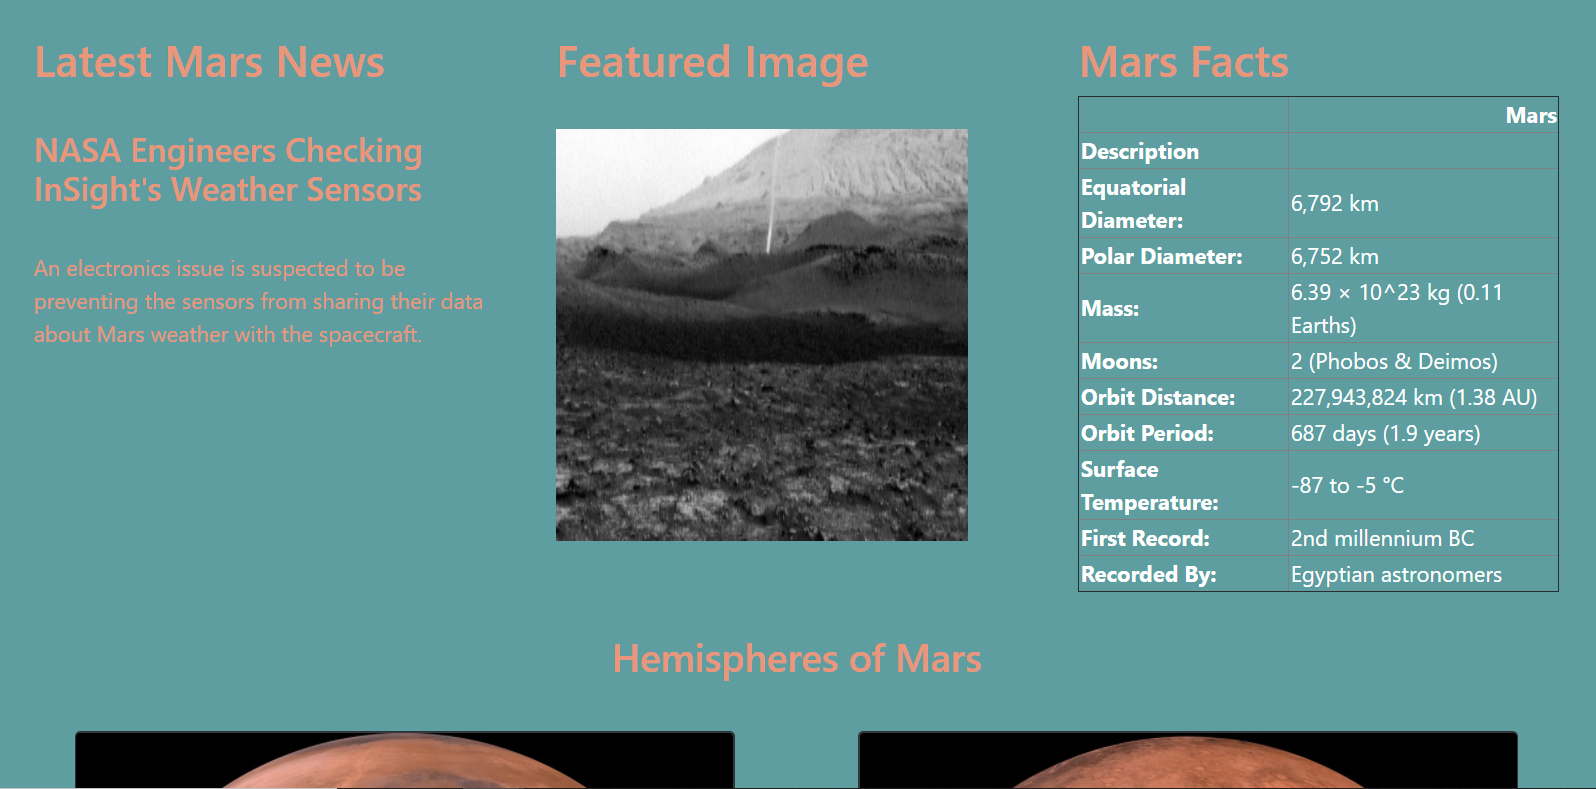 Latest Mars News
NASA Engineers Checking
InSight's Weather Sensors
An electronics issue is suspected to be
preventing the sensors from sharing their data
about Mars weather with the spacecraft.
Featured Image
Mars Facts
Mars
Description
Equatorial
Diameter:
6,792 km
Polar Diameter: 6,752 km
Mass:
6.39 × 10^23 kg (0.11
Earths)
Moons: 2 (Phobos & Deimos)
Orbit Distance: 227,943,824 km (1.38 AU)
Orbit Period: 687 days (1.9 years)
Surface
Temperature:
-87 to -5 °C
First Record: 2nd millennium BC
Recorded By: Egyptian astronomers
Hemispheres of Mars